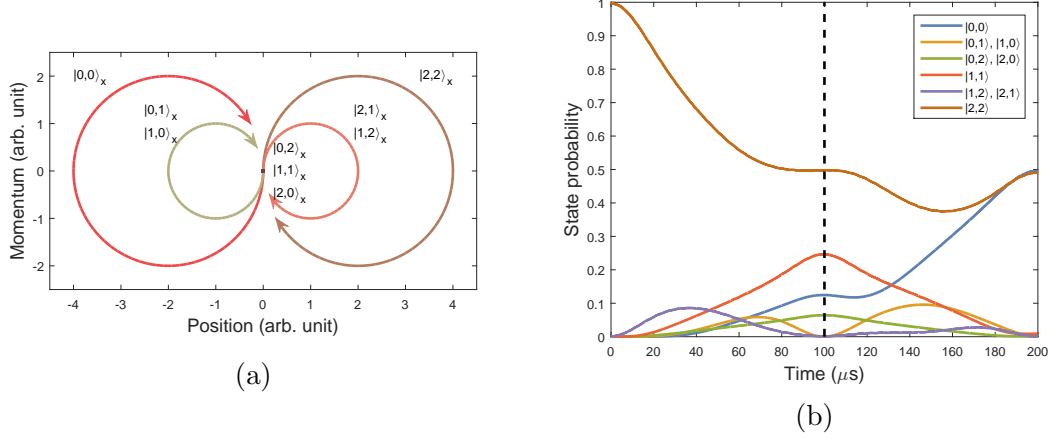 |0,0⟩x
|2,2⟩x
|0,1⟩x
|1,0⟩x
|2,1⟩x
|1,2⟩x
|0,2⟩x
|1,1⟩x
|2,0⟩x
Momentum (arb. unit)
2
1
0
-1
-2
-4
-3
-2
-1
0
1
2
3
4
Position (arb. unit)
(a)
State probability
1
0.9
0.8
0.7
0.6
0.5
0.4
0.3
0.2
0.1
0
0
20
40
60
80
100
120
140
160
180
200
Time (μs)
|0,0⟩
|0,1⟩, |1,0⟩
|0,2⟩, |2,0⟩
|1,1⟩
|1,2⟩, |2,1⟩
|2,2⟩
(b)